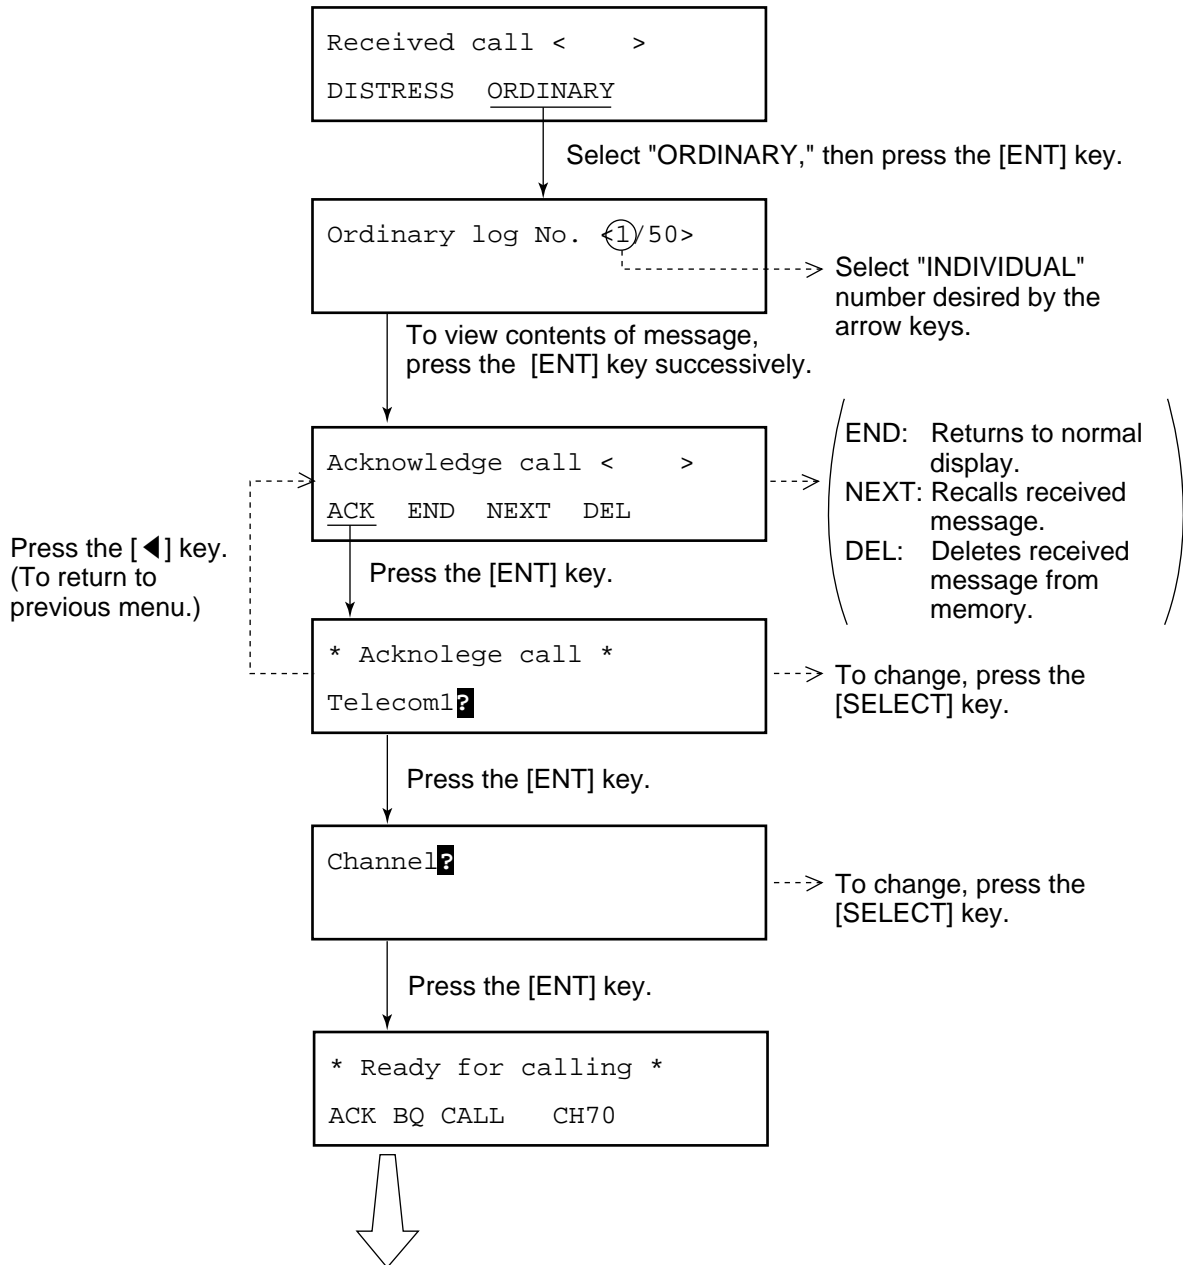 Received call <    >
DISTRESS  ORDINARY
Select "ORDINARY," then press the [ENT] key.
Ordinary log No. <1/50>
Select "INDIVIDUAL"
number desired by the
arrow keys.
To view contents of message,
press the  [ENT] key successively.
Acknowledge call <    >
ACK  END  NEXT  DEL
END: Returns to normal
display.
NEXT: Recalls received
message.
DEL: Deletes received
message from
memory.
Press the [◀] key.
(To return to
previous menu.)
Press the [ENT] key.
* Acknolege call *
Telecom1?
To change, press the
[SELECT] key.
Press the [ENT] key.
Channel?
To change, press the
[SELECT] key.
Press the [ENT] key.
* Ready for calling *
ACK BQ CALL   CH70